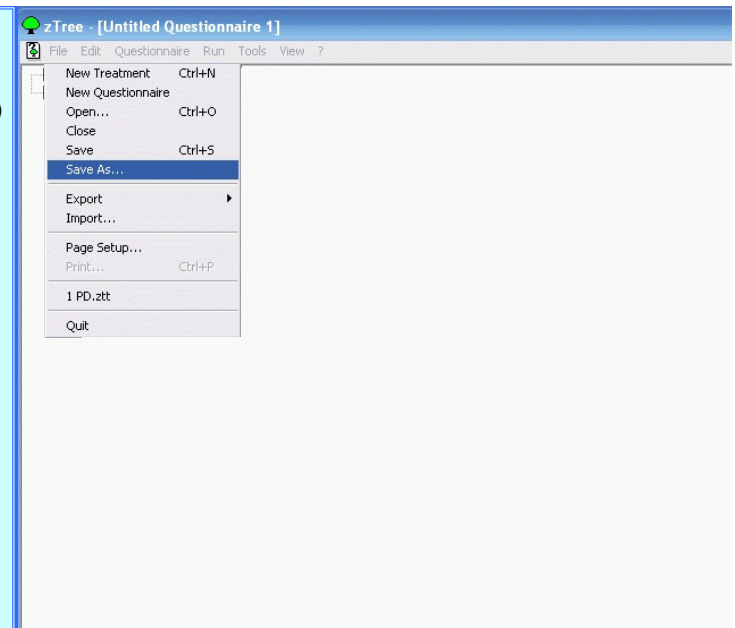 zTree - [Untitled Questionnaire 1]
File Edit Questionnaire Run Tools View ?
New Treatment Ctrl+N
New Questionnaire
Open... Ctrl+O
Close
Save Ctrl+S
Save As...
Export
Import...
Page Setup...
Print... Ctrl+P
1 PD.ztt
Quit